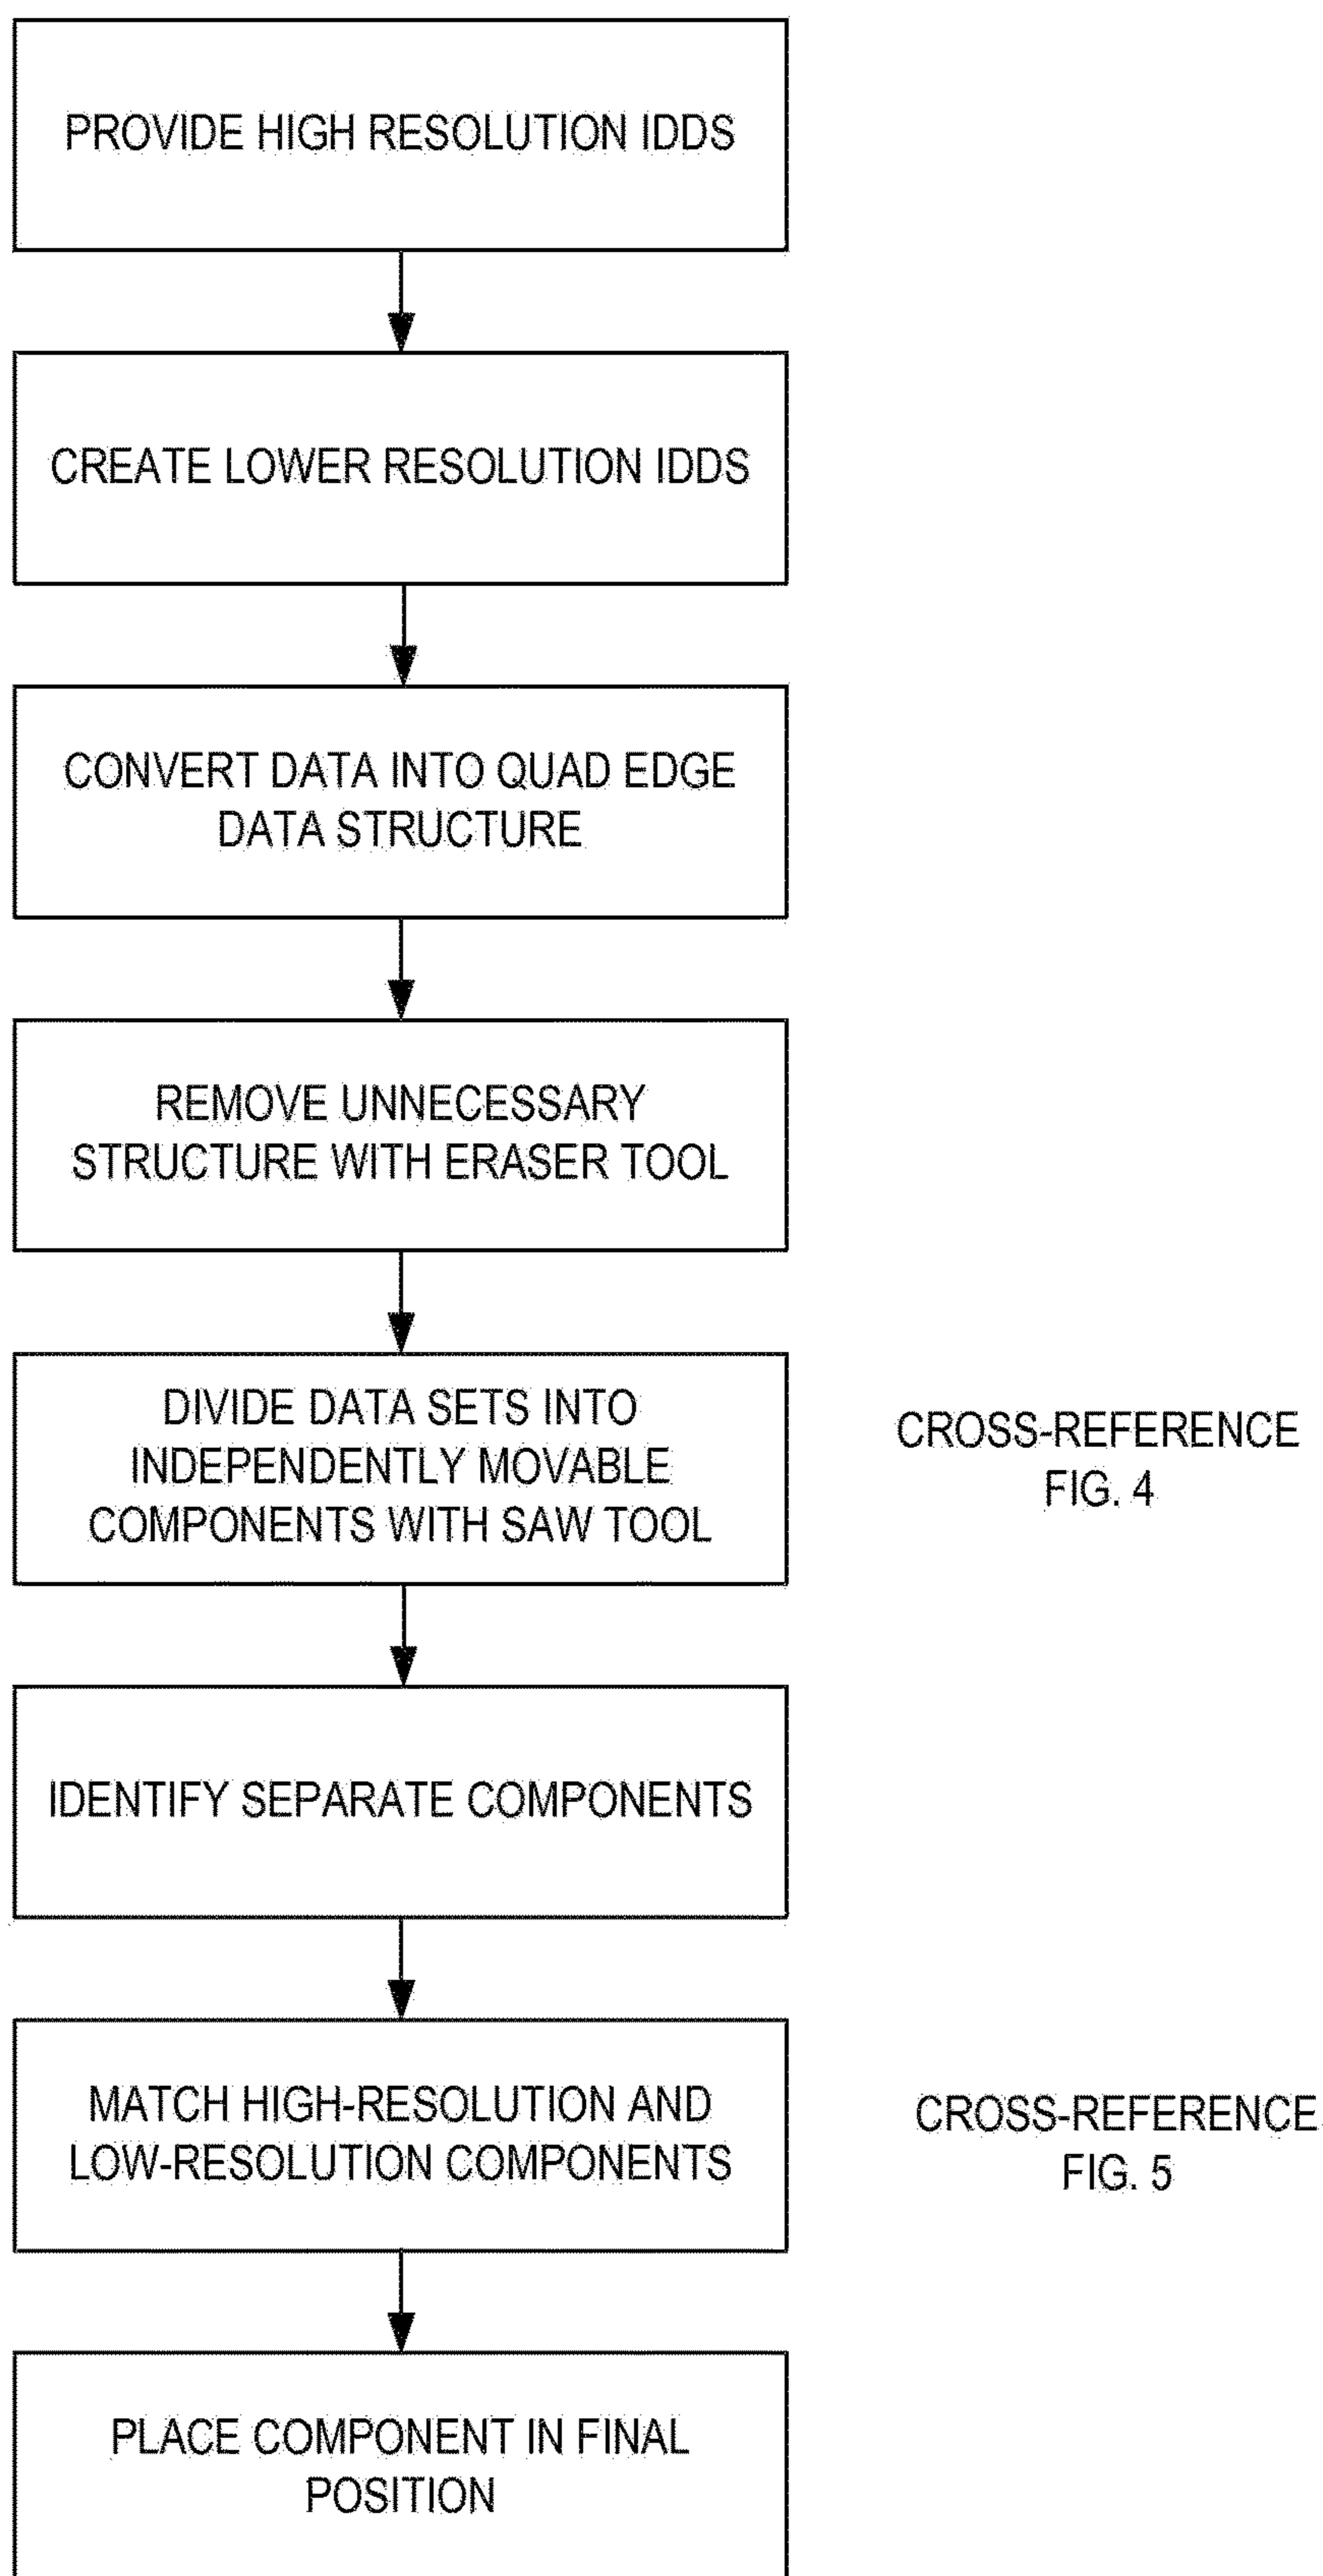 PROVIDE HIGH RESOLUTION IDDS
CREATE LOWER RESOLUTION IDDS
CONVERT DATA INTO QUAD EDGE
DATA STRUCTURE
REMOVE UNNECESSARY
STRUCTURE WITH ERASER TOOL
DIVIDE DATA SETS INTO
INDEPENDENTLY MOVABLE
COMPONENTS WITH SAW TOOL
CROSS-REFERENCE
FIG. 4
IDENTIFY SEPARATE COMPONENTS
MATCH HIGH-RESOLUTION AND
LOW-RESOLUTION COMPONENTS
CROSS-REFERENCE
FIG. 5
PLACE COMPONENT IN FINAL
POSITION